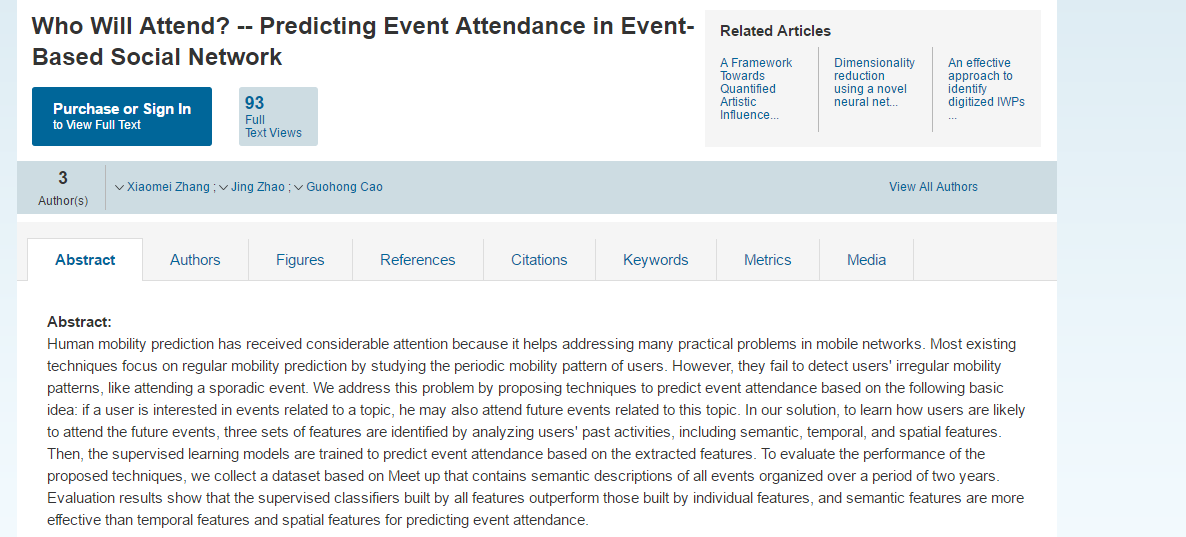 Who Will Attend? -- Predicting Event Attendance in Event-
Based Social Network
Purchase or Sign In
to View Full Text
93
Full
Text Views
Related Articles
A Framework
Towards
Quantified
Artistic
Influence...
Dimensionality
reduction
using a novel
neural net...
An effective
approach to
identify
digitized IWPs
...
3
Author(s)
Xiaomei Zhang ; Jing Zhao ; Guohong Cao
View All Authors
Abstract
Authors
Figures
References
Citations
Keywords
Metrics
Media
Abstract:
Human mobility prediction has received considerable attention because it helps addressing many practical problems in mobile networks. Most existing
techniques focus on regular mobility prediction by studying the periodic mobility pattern of users. However, they fail to detect users' irregular mobility
patterns, like attending a sporadic event. We address this problem by proposing techniques to predict event attendance based on the following basic
idea: if a user is interested in events related to a topic, he may also attend future events related to this topic. In our solution, to learn how users are likely
to attend the future events, three sets of features are identified by analyzing users' past activities, including semantic, temporal, and spatial features.
Then, the supervised learning models are trained to predict event attendance based on the extracted features. To evaluate the performance of the
proposed techniques, we collect a dataset based on Meet up that contains semantic descriptions of all events organized over a period of two years.
Evaluation results show that the supervised classifiers built by all features outperform those built by individual features, and semantic features are more
effective than temporal features and spatial features for predicting event attendance.